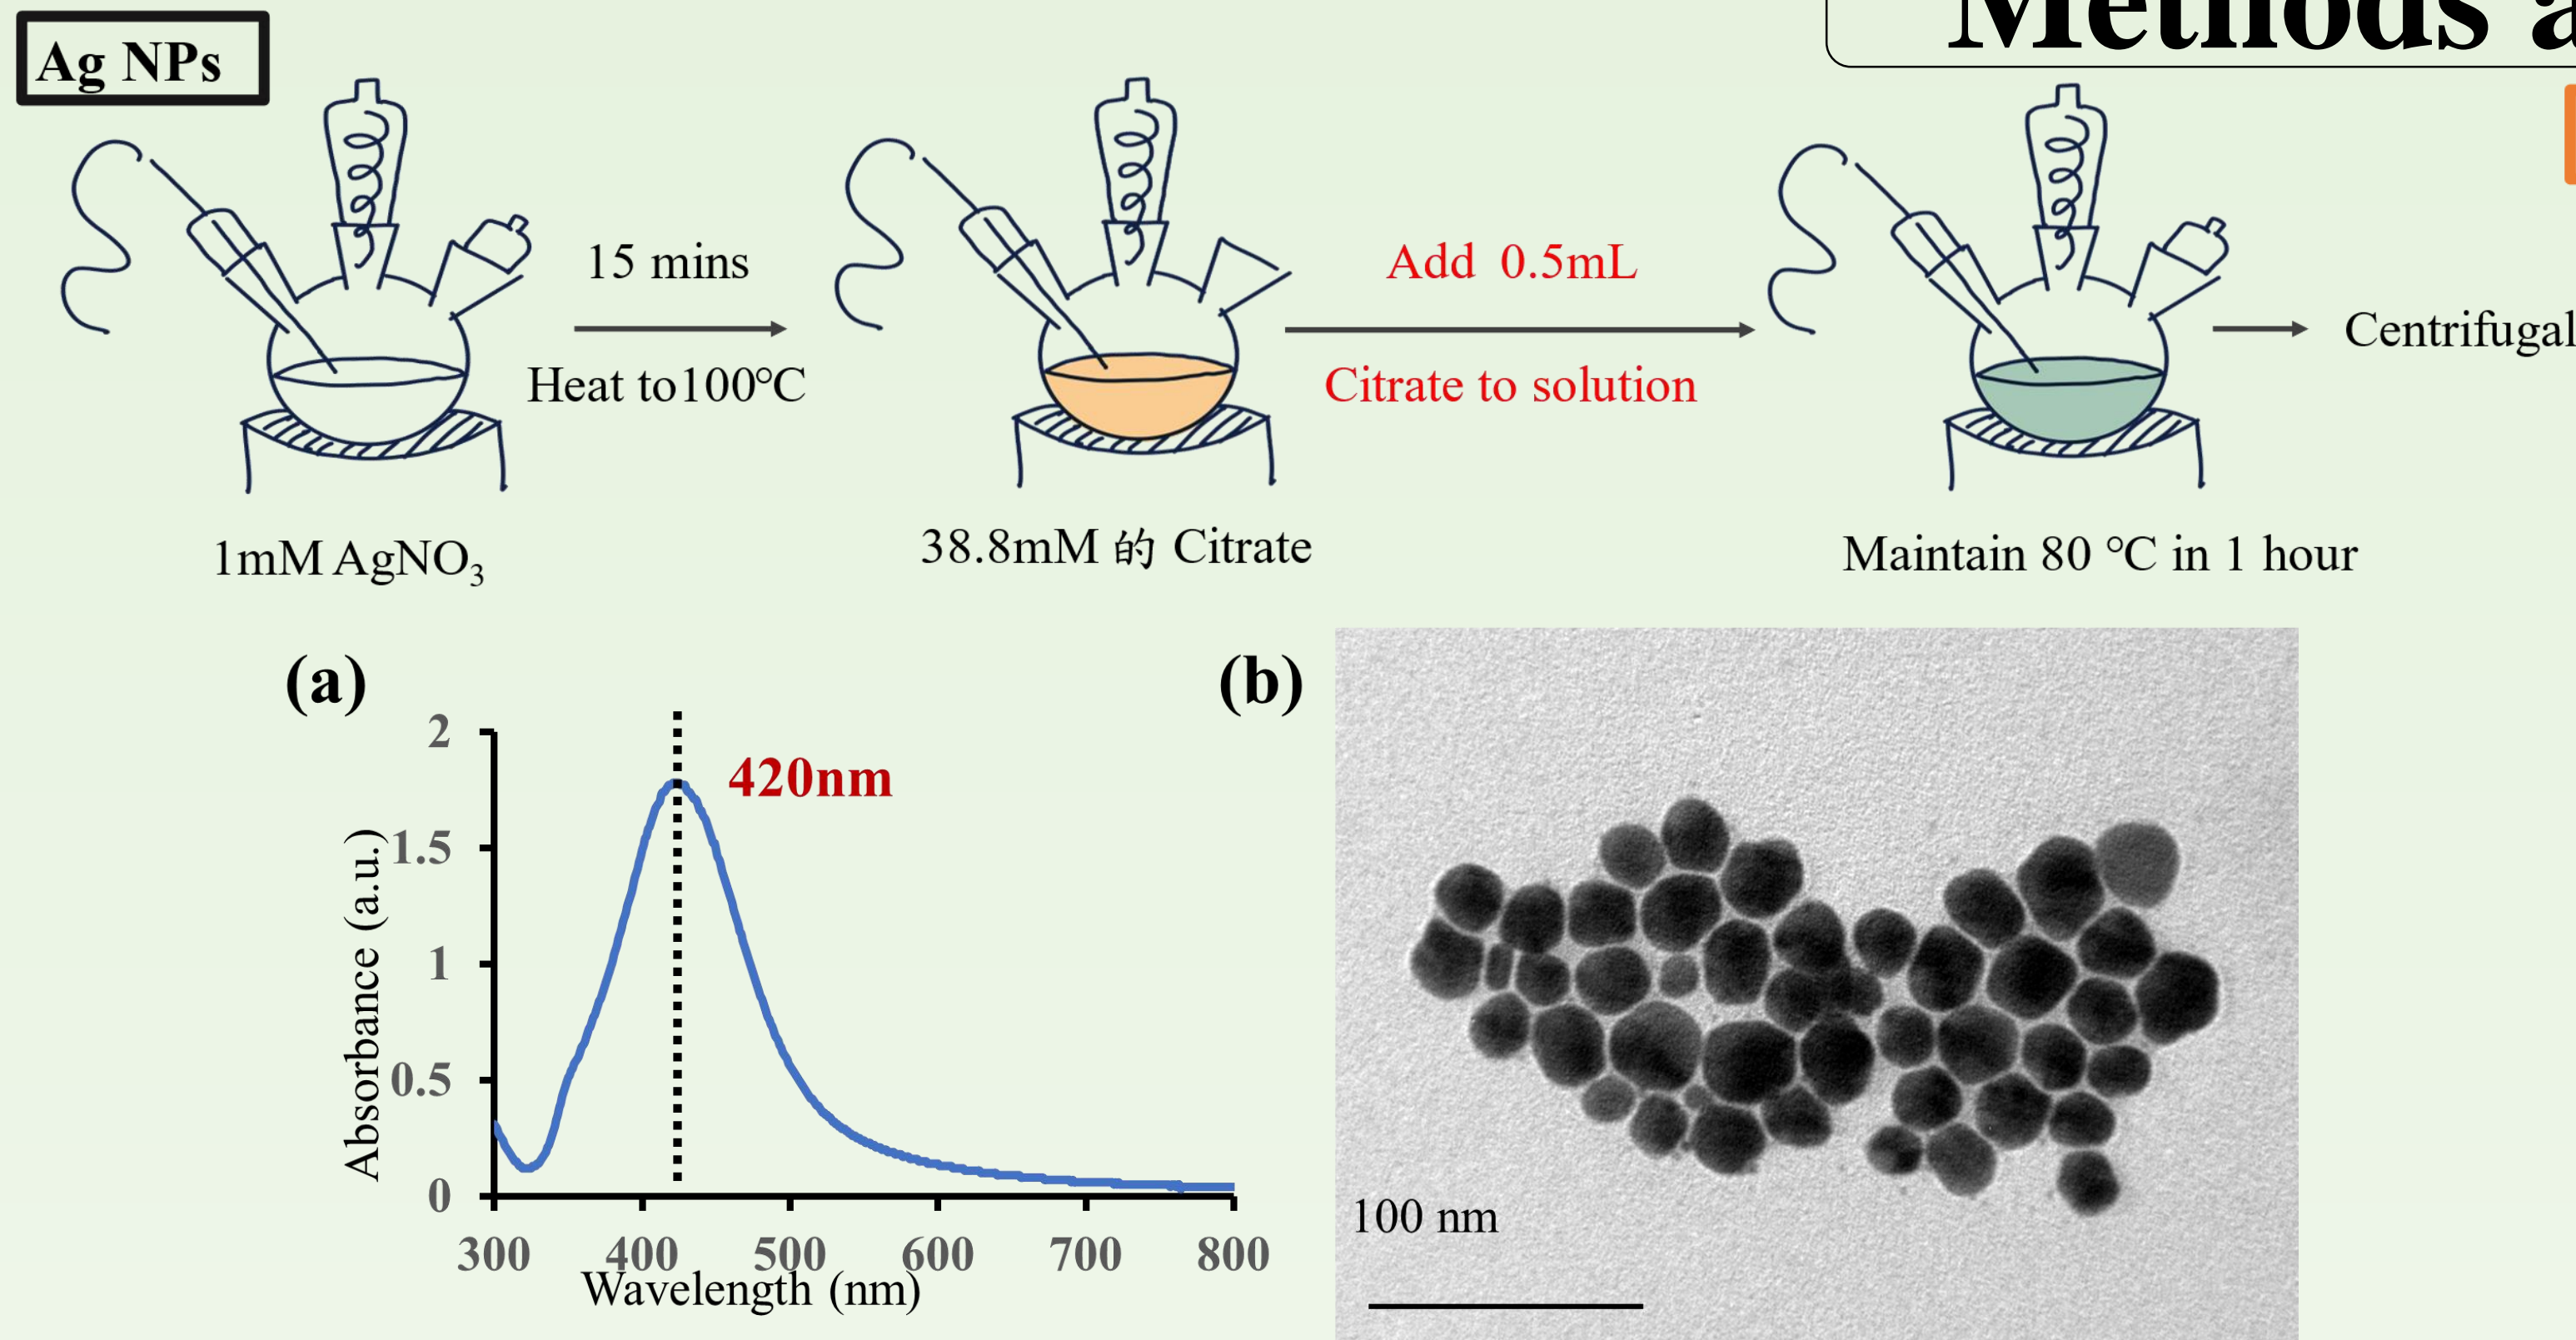 Methods a
Ag NPs
15 mins
Heat to100℃
Add 0.5mL
Citrate to solution
Centrifugal
1mM AgNO₃
38.8mM 的 Citrate
Maintain 80 ℃ in 1 hour
(a)
2
1.5
1
0.5
0
Absorbance (a.u.)
420nm
300 400 500 600 700 800
Wavelength (nm)
(b)
100 nm